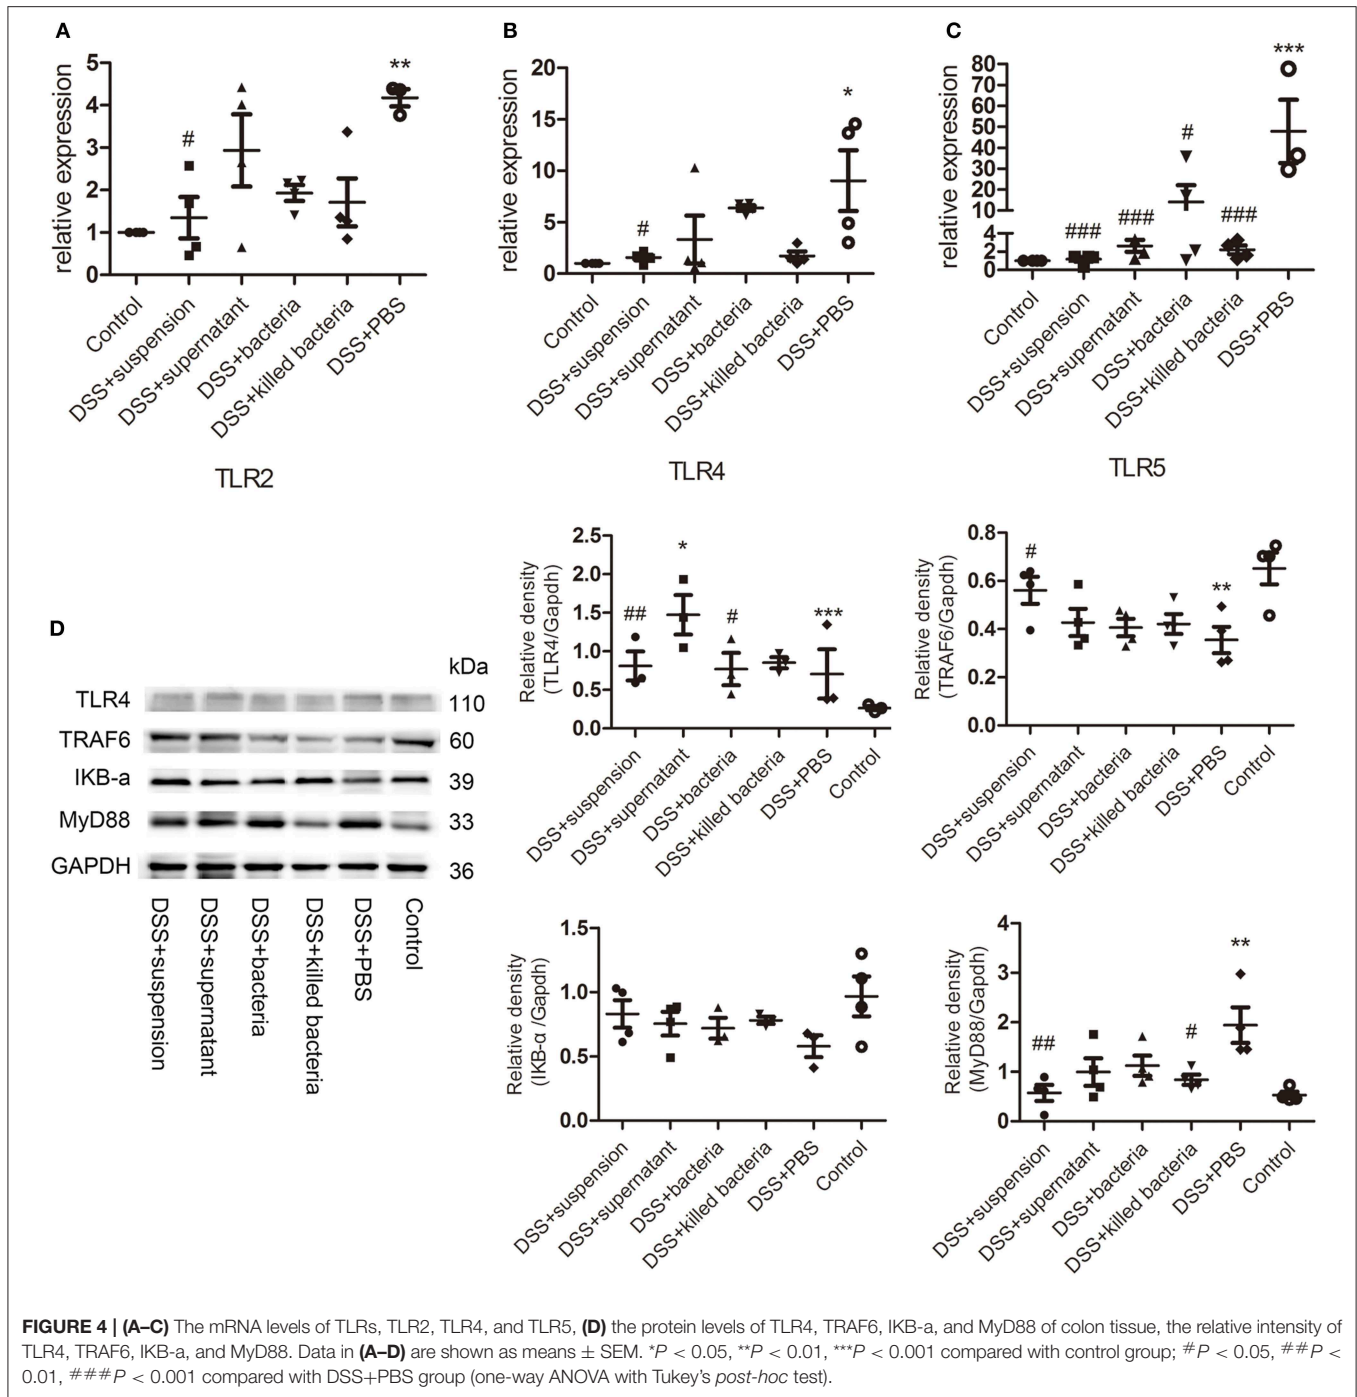 A
relative expression
5
4
3
2
1
0
#
**
Control
DSS+suspension
DSS+supernatant
DSS+bacteria
DSS+killed bacteria
DSS+PBS
TLR2
B
relative expression
20
15
10
5
0
#
*
Control
DSS+suspension
DSS+supernatant
DSS+bacteria
DSS+killed bacteria
DSS+PBS
TLR4
C
relative expression
80
70
60
50
40
30
20
10
4
2
0
###
###
#
###
***
Control
DSS+suspension
DSS+supernatant
DSS+bacteria
DSS+killed bacteria
DSS+PBS
TLR5
D
kDa
TLR4 110
TRAF6 60
IKB-a 39
MyD88 33
GAPDH 36
DSS+suspension
DSS+supernatant
DSS+bacteria
DSS+killed bacteria
DSS+PBS
Control
Relative density
(TLR4/Gapdh)
2.5
2.0
1.5
1.0
0.5
0.0
##
*
#
***
DSS+suspension
DSS+supernatant
DSS+bacteria
DSS+killed bacteria
DSS+PBS
Control
Relative density
(TRAF6/Gapdh)
0.8
0.6
0.4
0.2
0.0
#
**
DSS+suspension
DSS+supernatant
DSS+bacteria
DSS+killed bacteria
DSS+PBS
Control
Relative density
(IKB-α /Gapdh)
1.5
1.0
0.5
0.0
DSS+suspension
DSS+supernatant
DSS+bacteria
DSS+killed bacteria
DSS+PBS
Control
Relative density
(MyD88/Gapdh)
4
3
2
1
0
##
#
**
DSS+suspension
DSS+supernatant
DSS+bacteria
DSS+killed bacteria
DSS+PBS
Control
FIGURE 4 | (A–C) The mRNA levels of TLRs, TLR2, TLR4, and TLR5, (D) the protein levels of TLR4, TRAF6, IKB-a, and MyD88 of colon tissue, the relative intensity of
TLR4, TRAF6, IKB-a, and MyD88. Data in (A–D) are shown as means ± SEM. *P < 0.05, **P < 0.01, ***P < 0.001 compared with control group; #P < 0.05, ##P <
0.01, ###P < 0.001 compared with DSS+PBS group (one-way ANOVA with Tukey's post-hoc test).